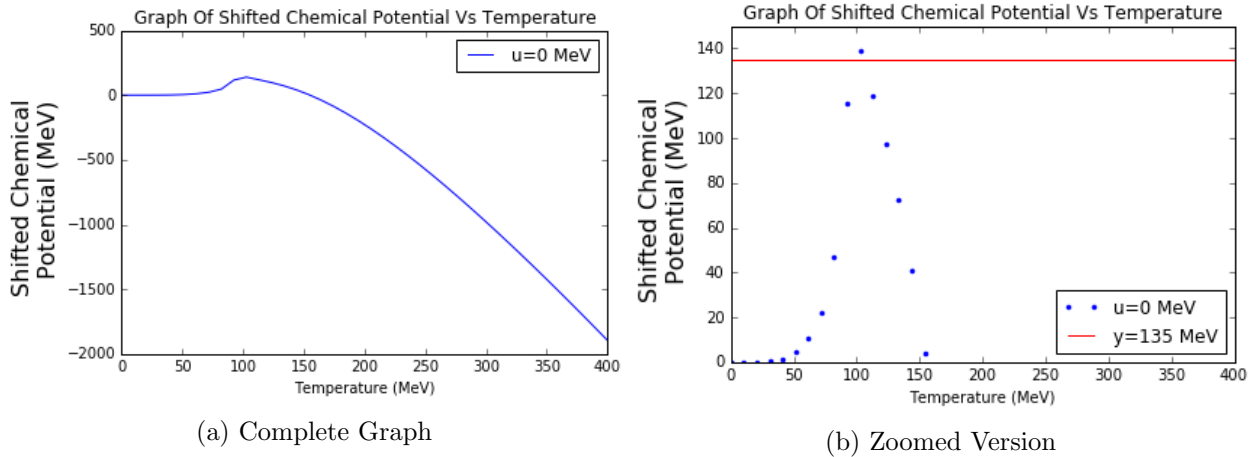 Graph Of Shifted Chemical Potential Vs Temperature
500
0
−500
−1000
−1500
−2000
Shifted Chemical
Potential (MeV)
u=0 MeV
0 50 100 150 200 250 300 350 400
Temperature (MeV)
(a) Complete Graph
Graph Of Shifted Chemical Potential Vs Temperature
140
120
100
80
60
40
20
0
Shifted Chemical
Potential (MeV)
u=0 MeV
y=135 MeV
0 50 100 150 200 250 300 350 400
Temperature (MeV)
(b) Zoomed Version